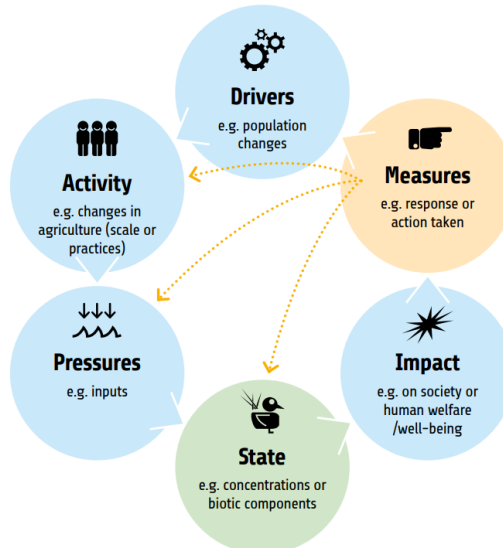 Drivers
e.g. population
changes
Measures
e.g. response or
action taken
Activity
e.g. changes in
agriculture (scale or
practices)
Pressures
e.g. inputs
Impact
e.g. on society or
human welfare
/well-being
State
e.g. concentrations or
biotic components